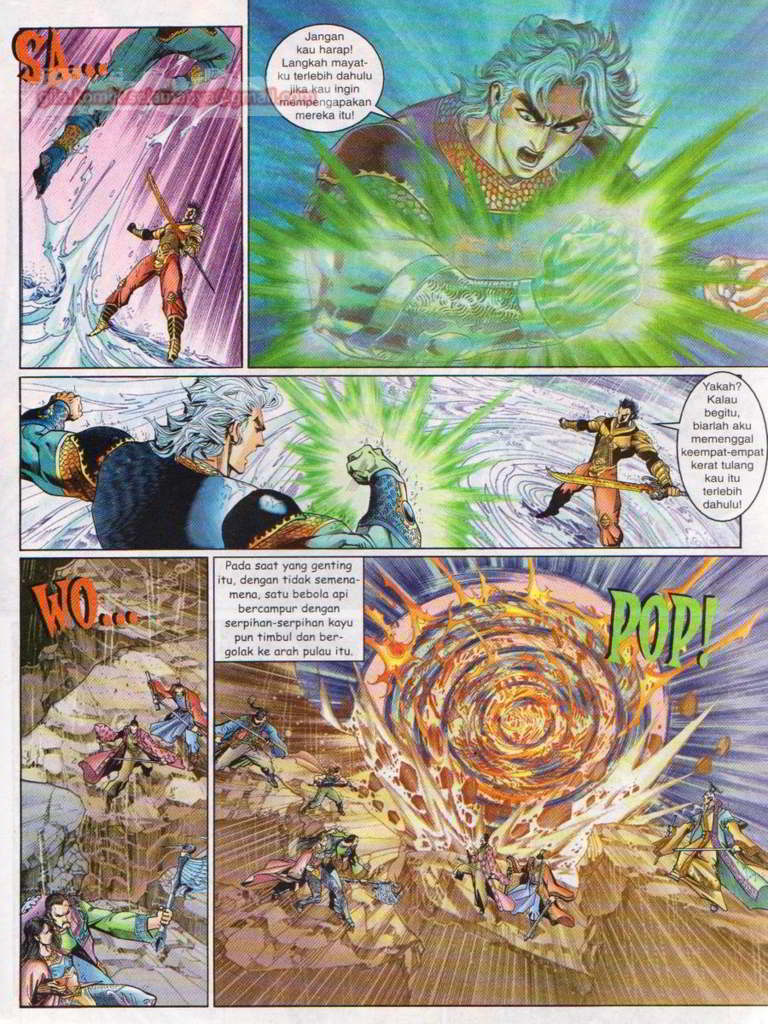 SA...
Jangan
kau harap!
Langkah mayat-
ku terlebih dahulu
jika kau ingin
mempengapakan
mereka itu!
Yakah?
Kalau
begitu,
biarlah aku
memenggal
keempat-empat
kerat tulang
kau itu
terlebih
dahulu!
WO...
Pada saat yang genting
itu, dengan tidak semena-
mena, satu bebola api
bercampur dengan
serpihan-serpihan kayu
pun timbul dan ber-
golak ke arah pulau itu.
POP!